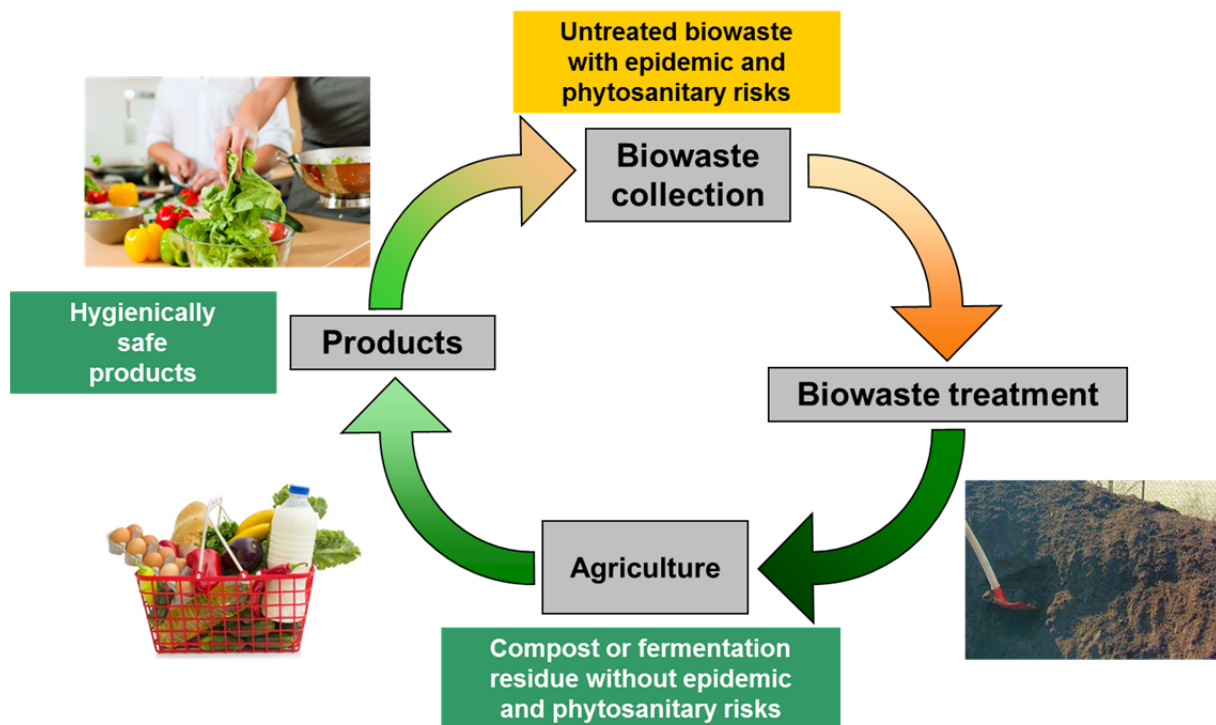 Untreated biowaste
with epidemic and
phytosanitary risks
Biowaste
collection
Hygienically
safe
products
Products
Biowaste treatment
Agriculture
Compost or fermentation
residue without epidemic
and phytosanitary risks